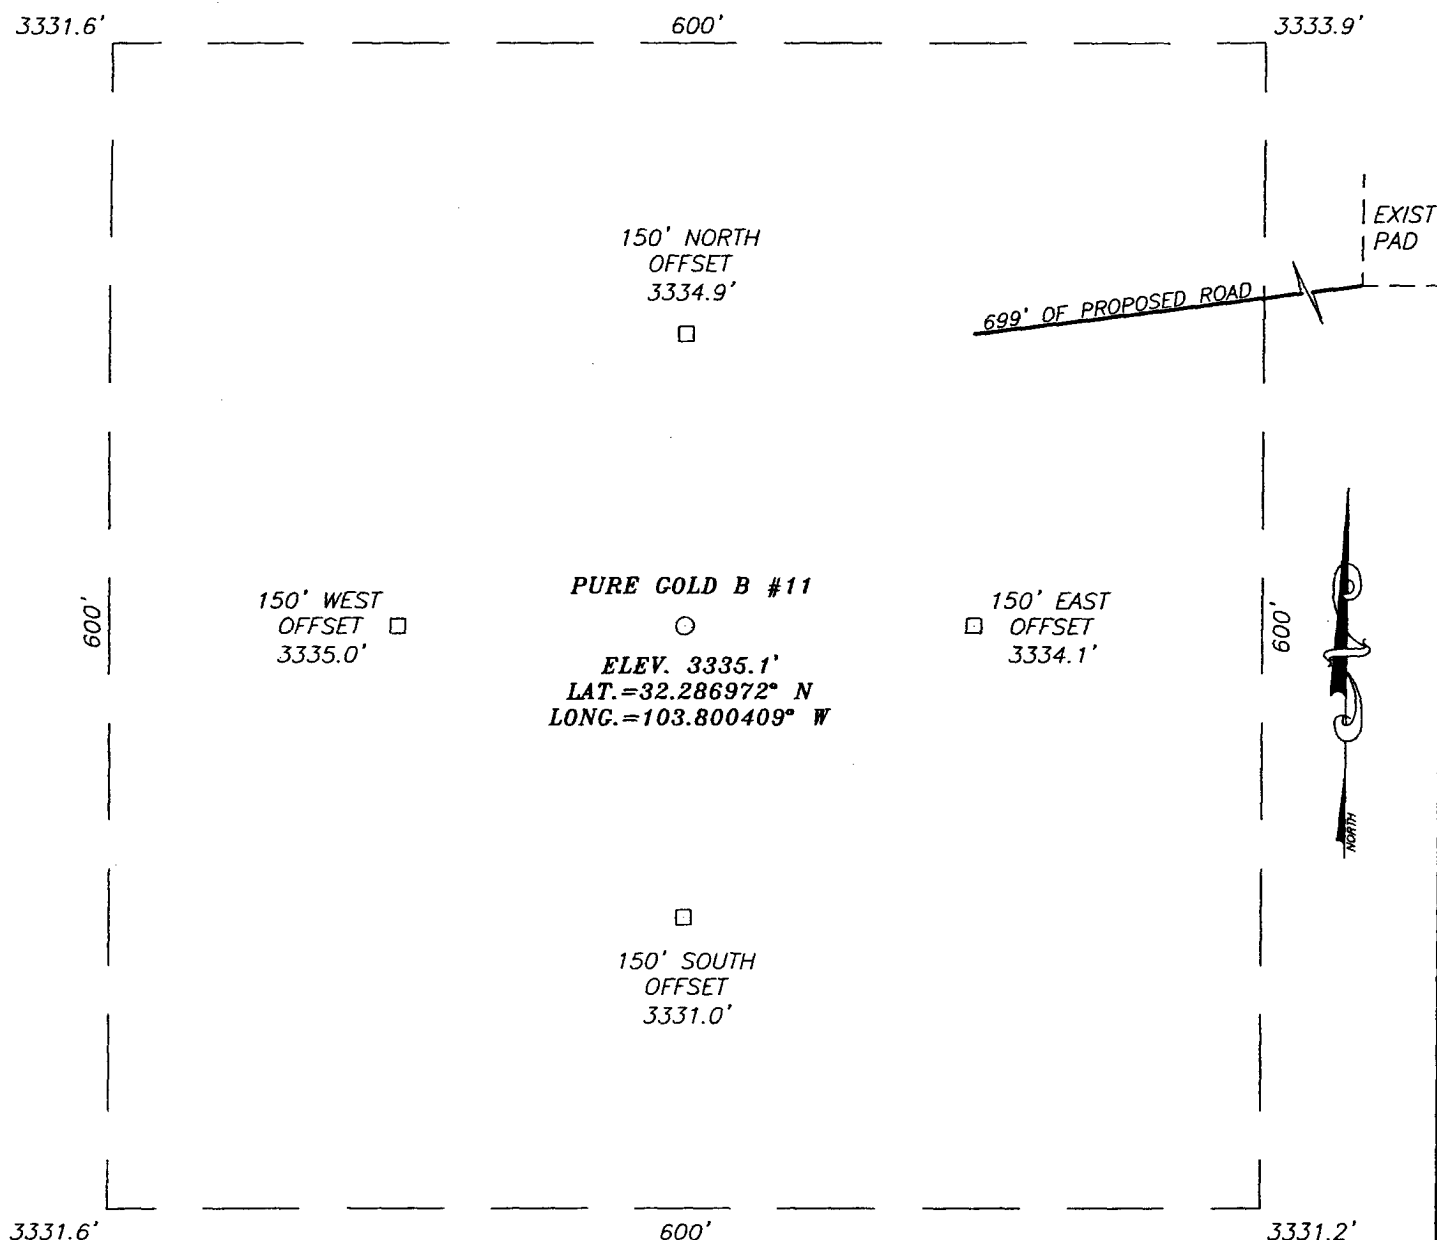 3331.6'
600'
3333.9'
EXIST
PAD
150' NORTH
OFFSET
3334.9'
699' OF PROPOSED ROAD
600'
150' WEST
OFFSET
3335.0'
PURE GOLD B #11
ELEV. 3335.1'
LAT.=32.286972° N
LONG.=103.800409° W
150' EAST
OFFSET
3334.1'
600'
NORTH
150' SOUTH
OFFSET
3331.0'
3331.6'
600'
3331.2'